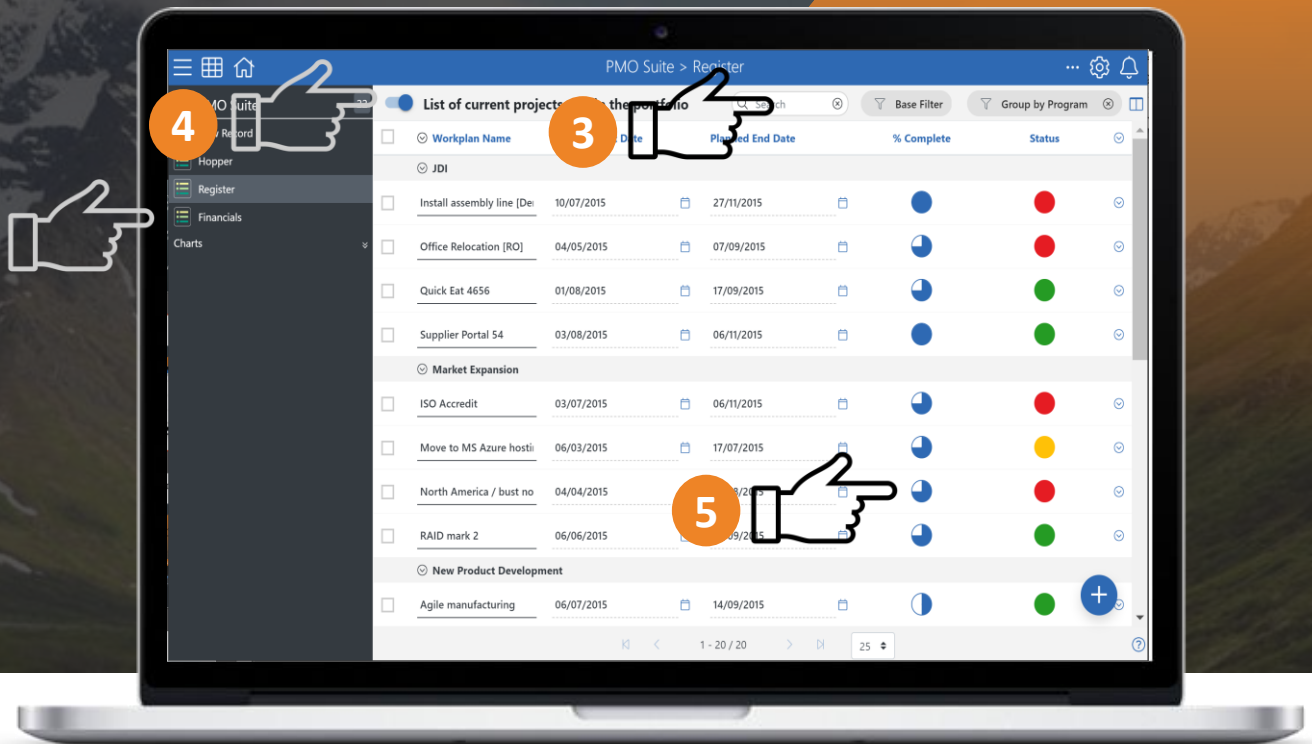 PMO Suite > Register
4
MO Suite
List of current proje
the portfolio
Search
Base Filter
Group by Program
Record
3
Workplan Name
Date
Planned End Date
% Complete
Status
Hopper
Register
Financials
Charts
JDI
Install assembly line [De
10/07/2015
27/11/2015
Office Relocation [RO]
04/05/2015
07/09/2015
Quick Eat 4656
01/08/2015
17/09/2015
Supplier Portal 54
03/08/2015
06/11/2015
Market Expansion
ISO Accredit
03/07/2015
06/11/2015
Move to MS Azure hosti
06/03/2015
17/07/2015
North America / bust no
04/04/2015
5
RAID mark 2
06/06/2015
New Product Development
Agile manufacturing
06/07/2015
14/09/2015
+
1 - 20 / 20
25
?